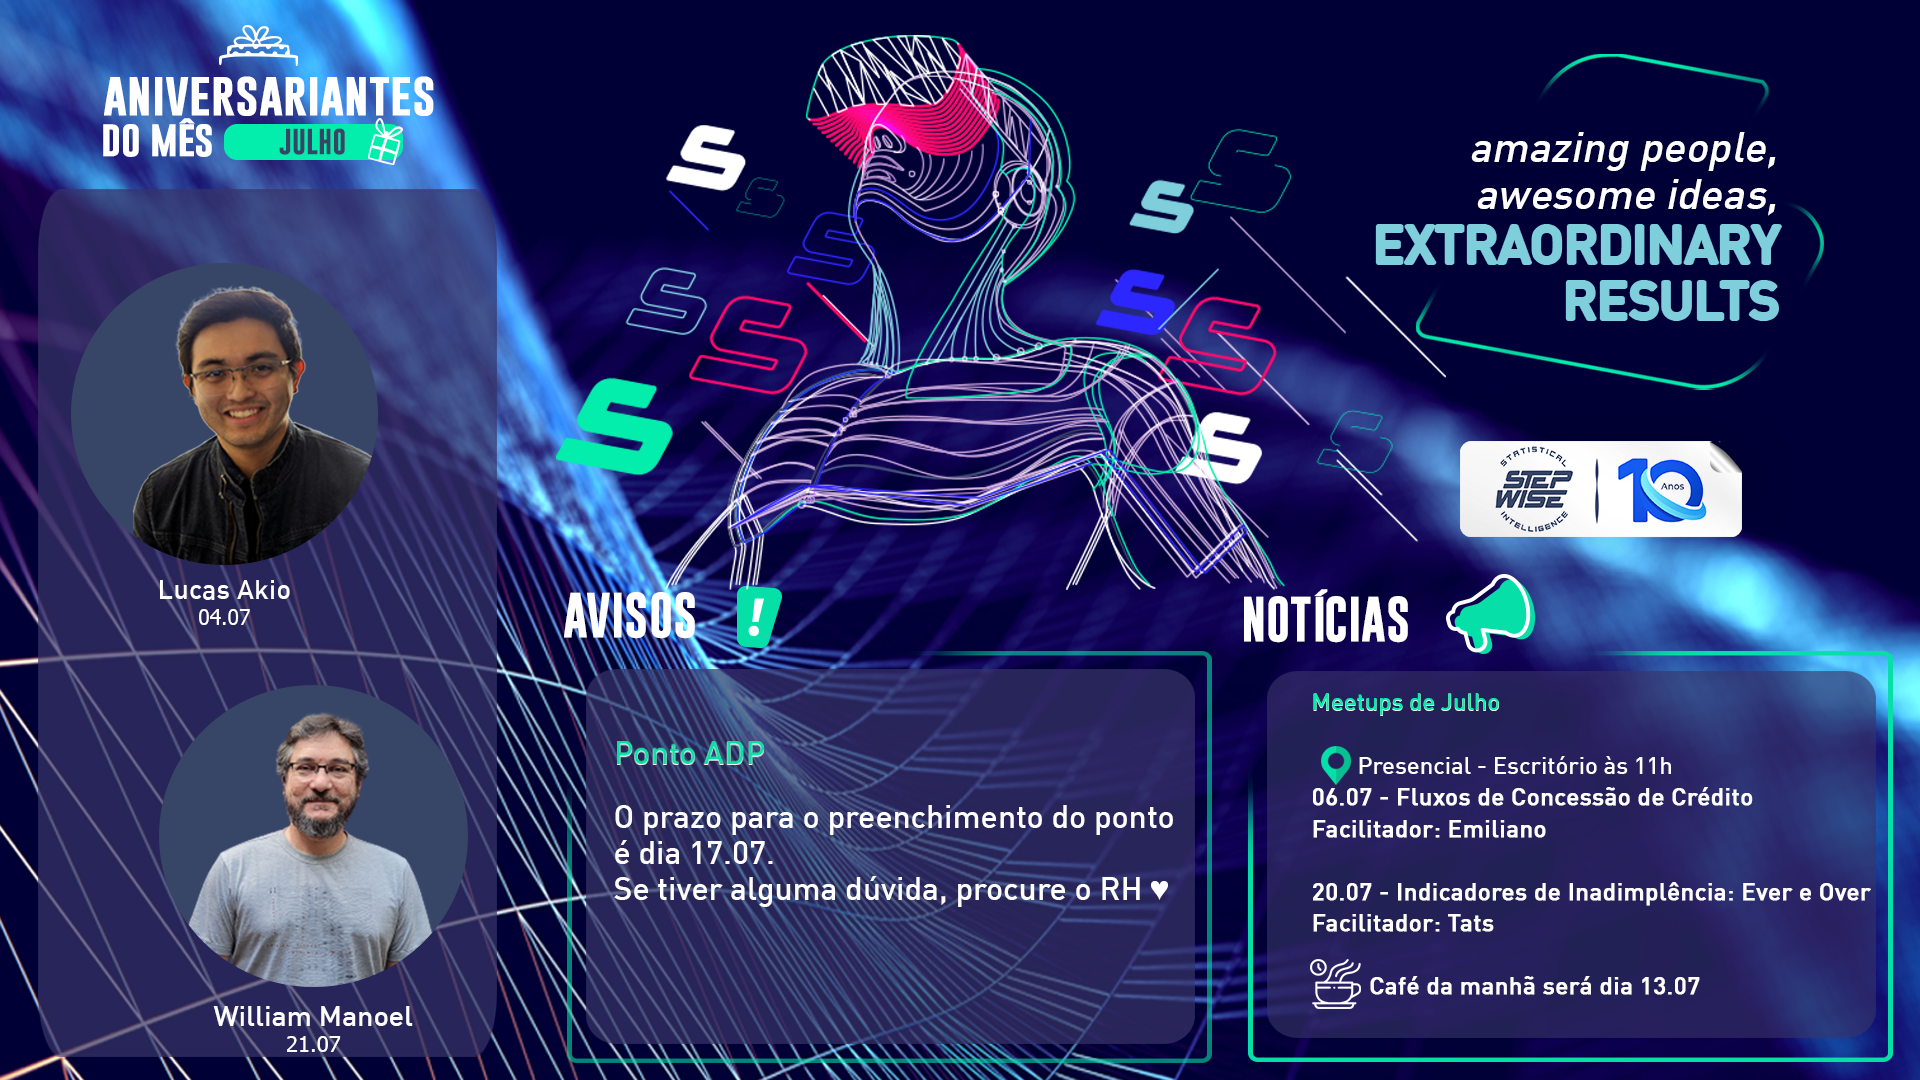 ANIVERSARIANTES
DO MÊS JULHO
Lucas Akio
04.07
William Manoel
21.07
S S S S S S S S S S S S S
amazing people,
awesome ideas,
EXTRAORDINARY
RESULTS
STATISTICAL
STEP
WISE
INTELLIGENCE
10
Anos
AVISOS !
Ponto ADP
O prazo para o preenchimento do ponto
é dia 17.07.
Se tiver alguma dúvida, procure o RH ♥
NOTÍCIAS
Meetups de Julho
Presencial - Escritório às 11h
06.07 - Fluxos de Concessão de Crédito
Facilitador: Emiliano
20.07 - Indicadores de Inadimplência: Ever e Over
Facilitador: Tats
Café da manhã será dia 13.07